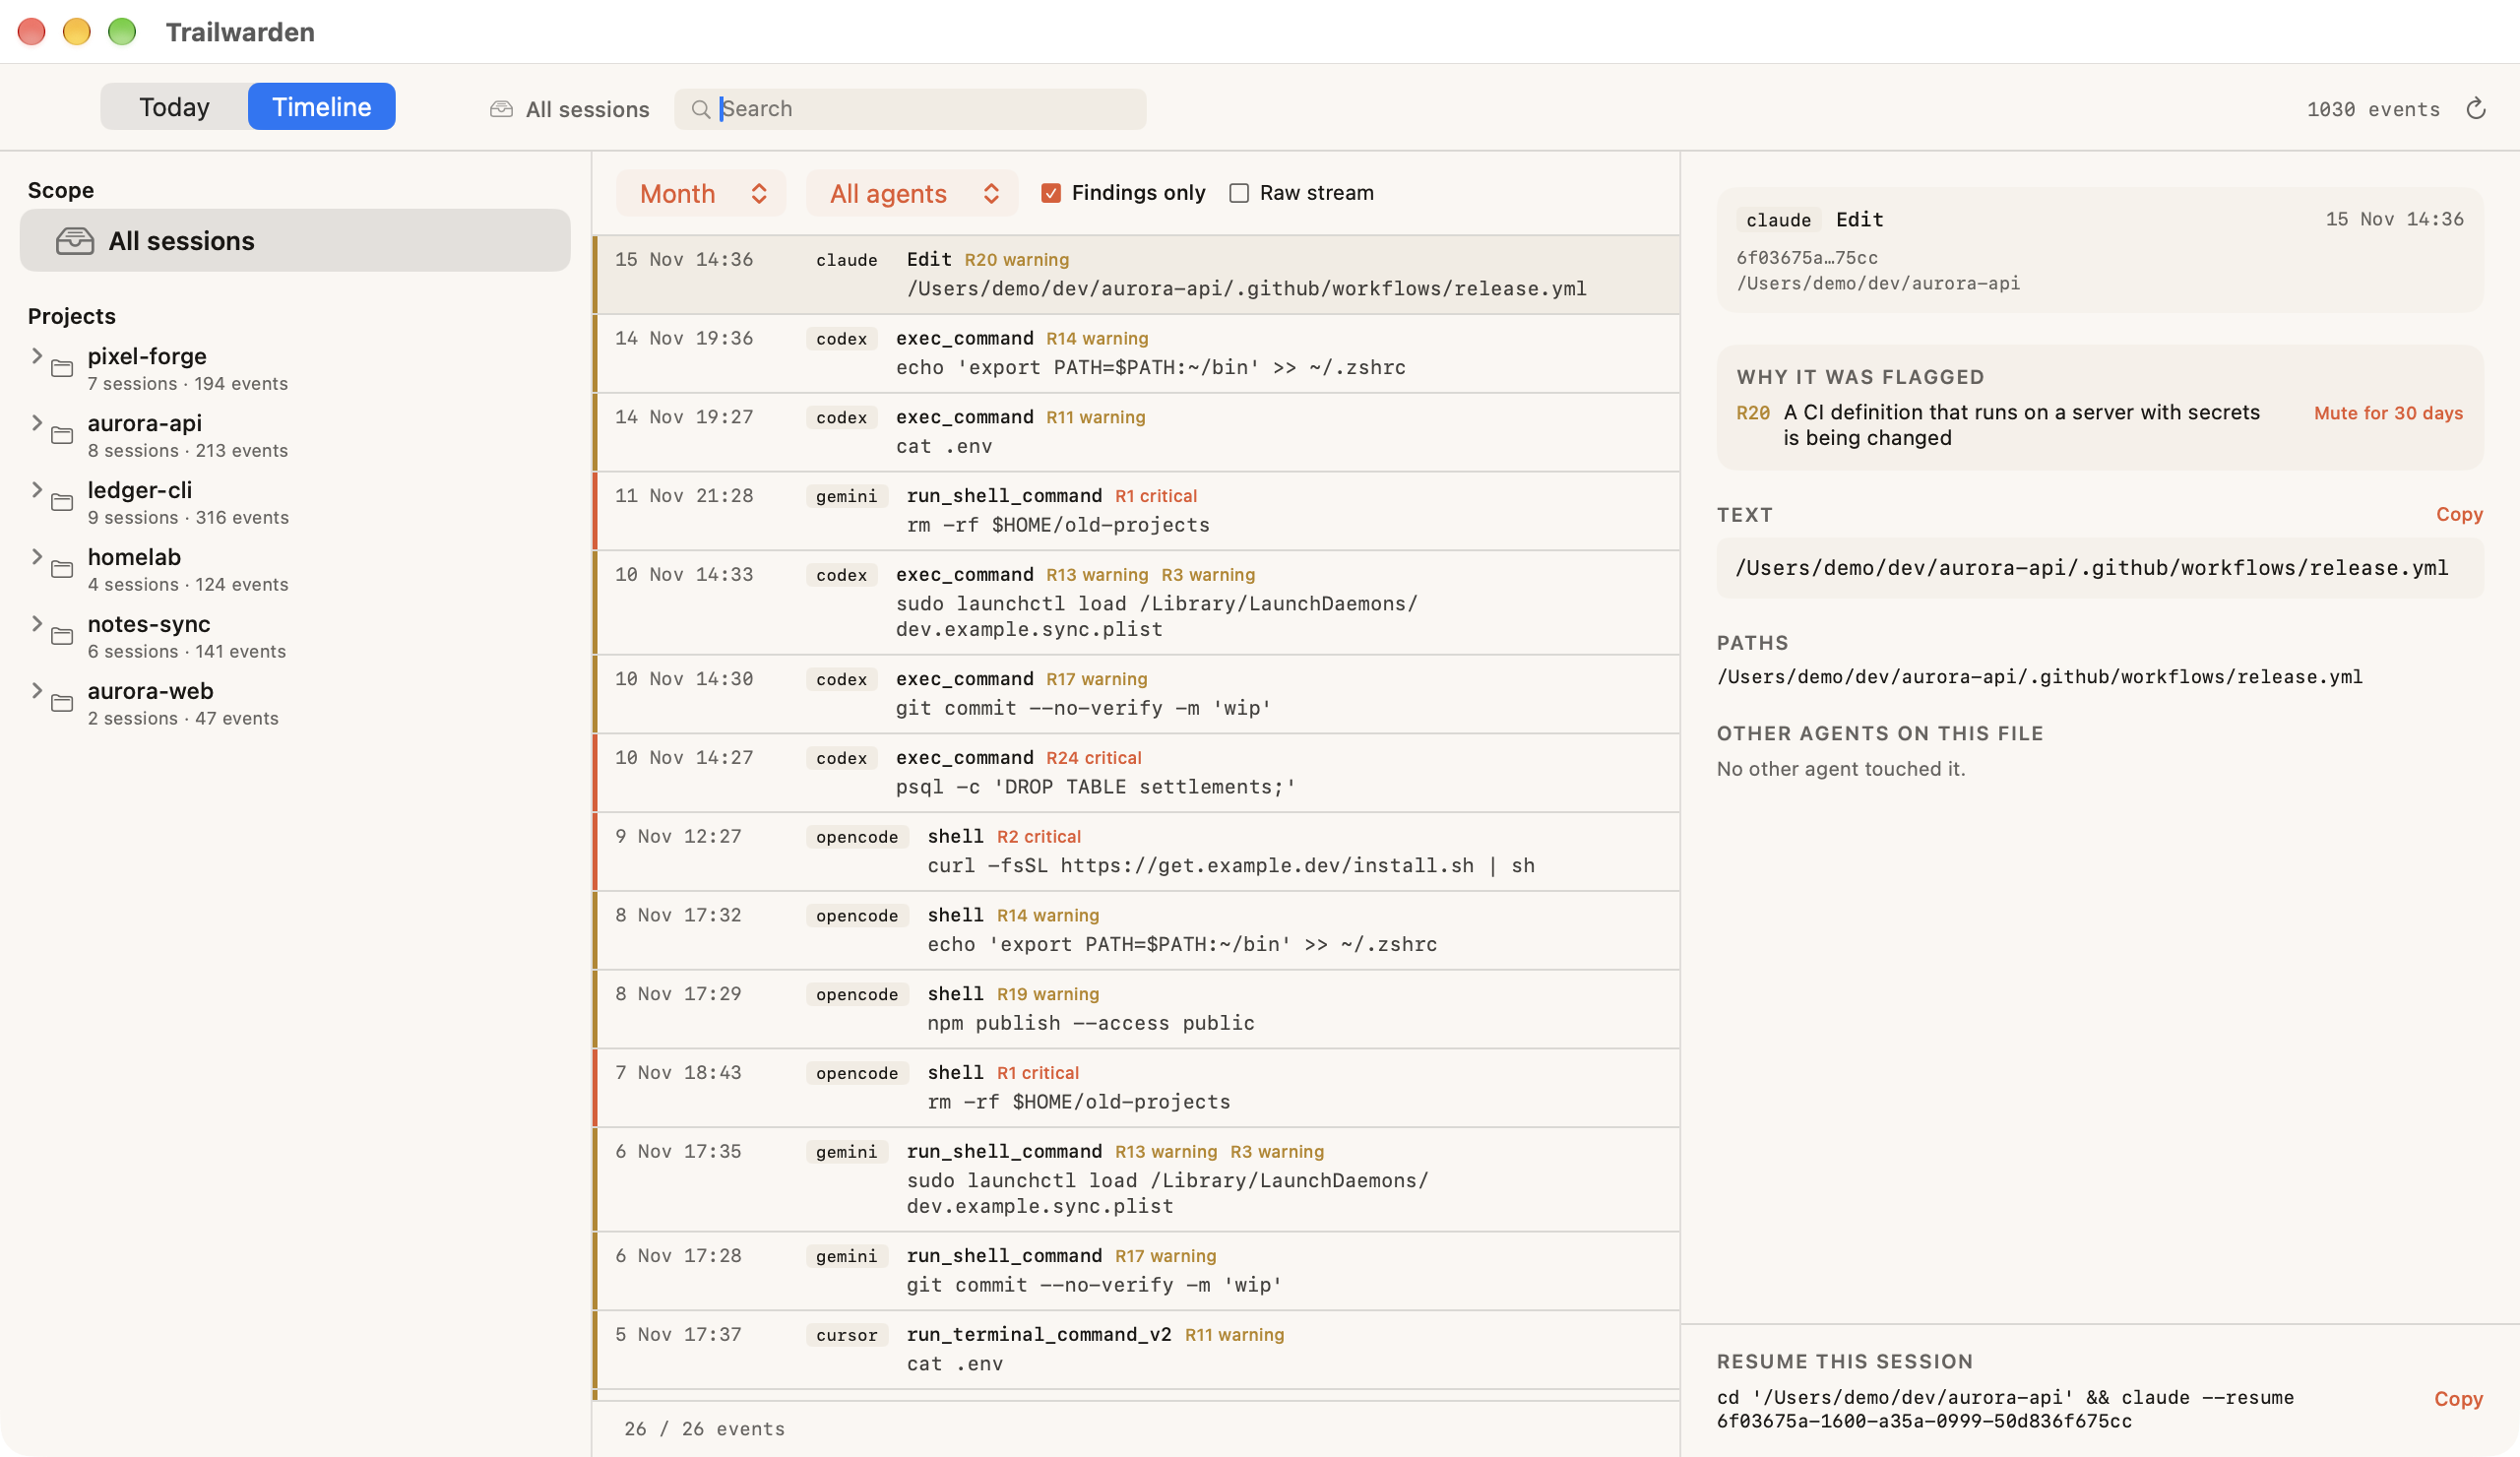 Trailwarden
Today
Timeline
All sessions
Search
1030 events
Scope
All sessions
Projects
pixel-forge
7 sessions · 194 events
aurora-api
8 sessions · 213 events
ledger-cli
9 sessions · 316 events
homelab
4 sessions · 124 events
notes-sync
6 sessions · 141 events
aurora-web
2 sessions · 47 events
Month
All agents
Findings only
Raw stream
15 Nov 14:36 claude Edit R20 warning
/Users/demo/dev/aurora-api/.github/workflows/release.yml
14 Nov 19:36 codex exec_command R14 warning
echo 'export PATH=$PATH:~/bin' >> ~/.zshrc
14 Nov 19:27 codex exec_command R11 warning
cat .env
11 Nov 21:28 gemini run_shell_command R1 critical
rm -rf $HOME/old-projects
10 Nov 14:33 codex exec_command R13 warning R3 warning
sudo launchctl load /Library/LaunchDaemons/
dev.example.sync.plist
10 Nov 14:30 codex exec_command R17 warning
git commit --no-verify -m 'wip'
10 Nov 14:27 codex exec_command R24 critical
psql -c 'DROP TABLE settlements;'
9 Nov 12:27 opencode shell R2 critical
curl -fsSL https://get.example.dev/install.sh | sh
8 Nov 17:32 opencode shell R14 warning
echo 'export PATH=$PATH:~/bin' >> ~/.zshrc
8 Nov 17:29 opencode shell R19 warning
npm publish --access public
7 Nov 18:43 opencode shell R1 critical
rm -rf $HOME/old-projects
6 Nov 17:35 gemini run_shell_command R13 warning R3 warning
sudo launchctl load /Library/LaunchDaemons/
dev.example.sync.plist
6 Nov 17:28 gemini run_shell_command R17 warning
git commit --no-verify -m 'wip'
5 Nov 17:37 cursor run_terminal_command_v2 R11 warning
cat .env
26 / 26 events
claude Edit 15 Nov 14:36
6f03675a…75cc
/Users/demo/dev/aurora-api
WHY IT WAS FLAGGED
R20 A CI definition that runs on a server with secrets Mute for 30 days
is being changed
TEXT Copy
/Users/demo/dev/aurora-api/.github/workflows/release.yml
PATHS
/Users/demo/dev/aurora-api/.github/workflows/release.yml
OTHER AGENTS ON THIS FILE
No other agent touched it.
RESUME THIS SESSION
cd '/Users/demo/dev/aurora-api' && claude --resume Copy
6f03675a-1600-a35a-0999-50d836f675cc